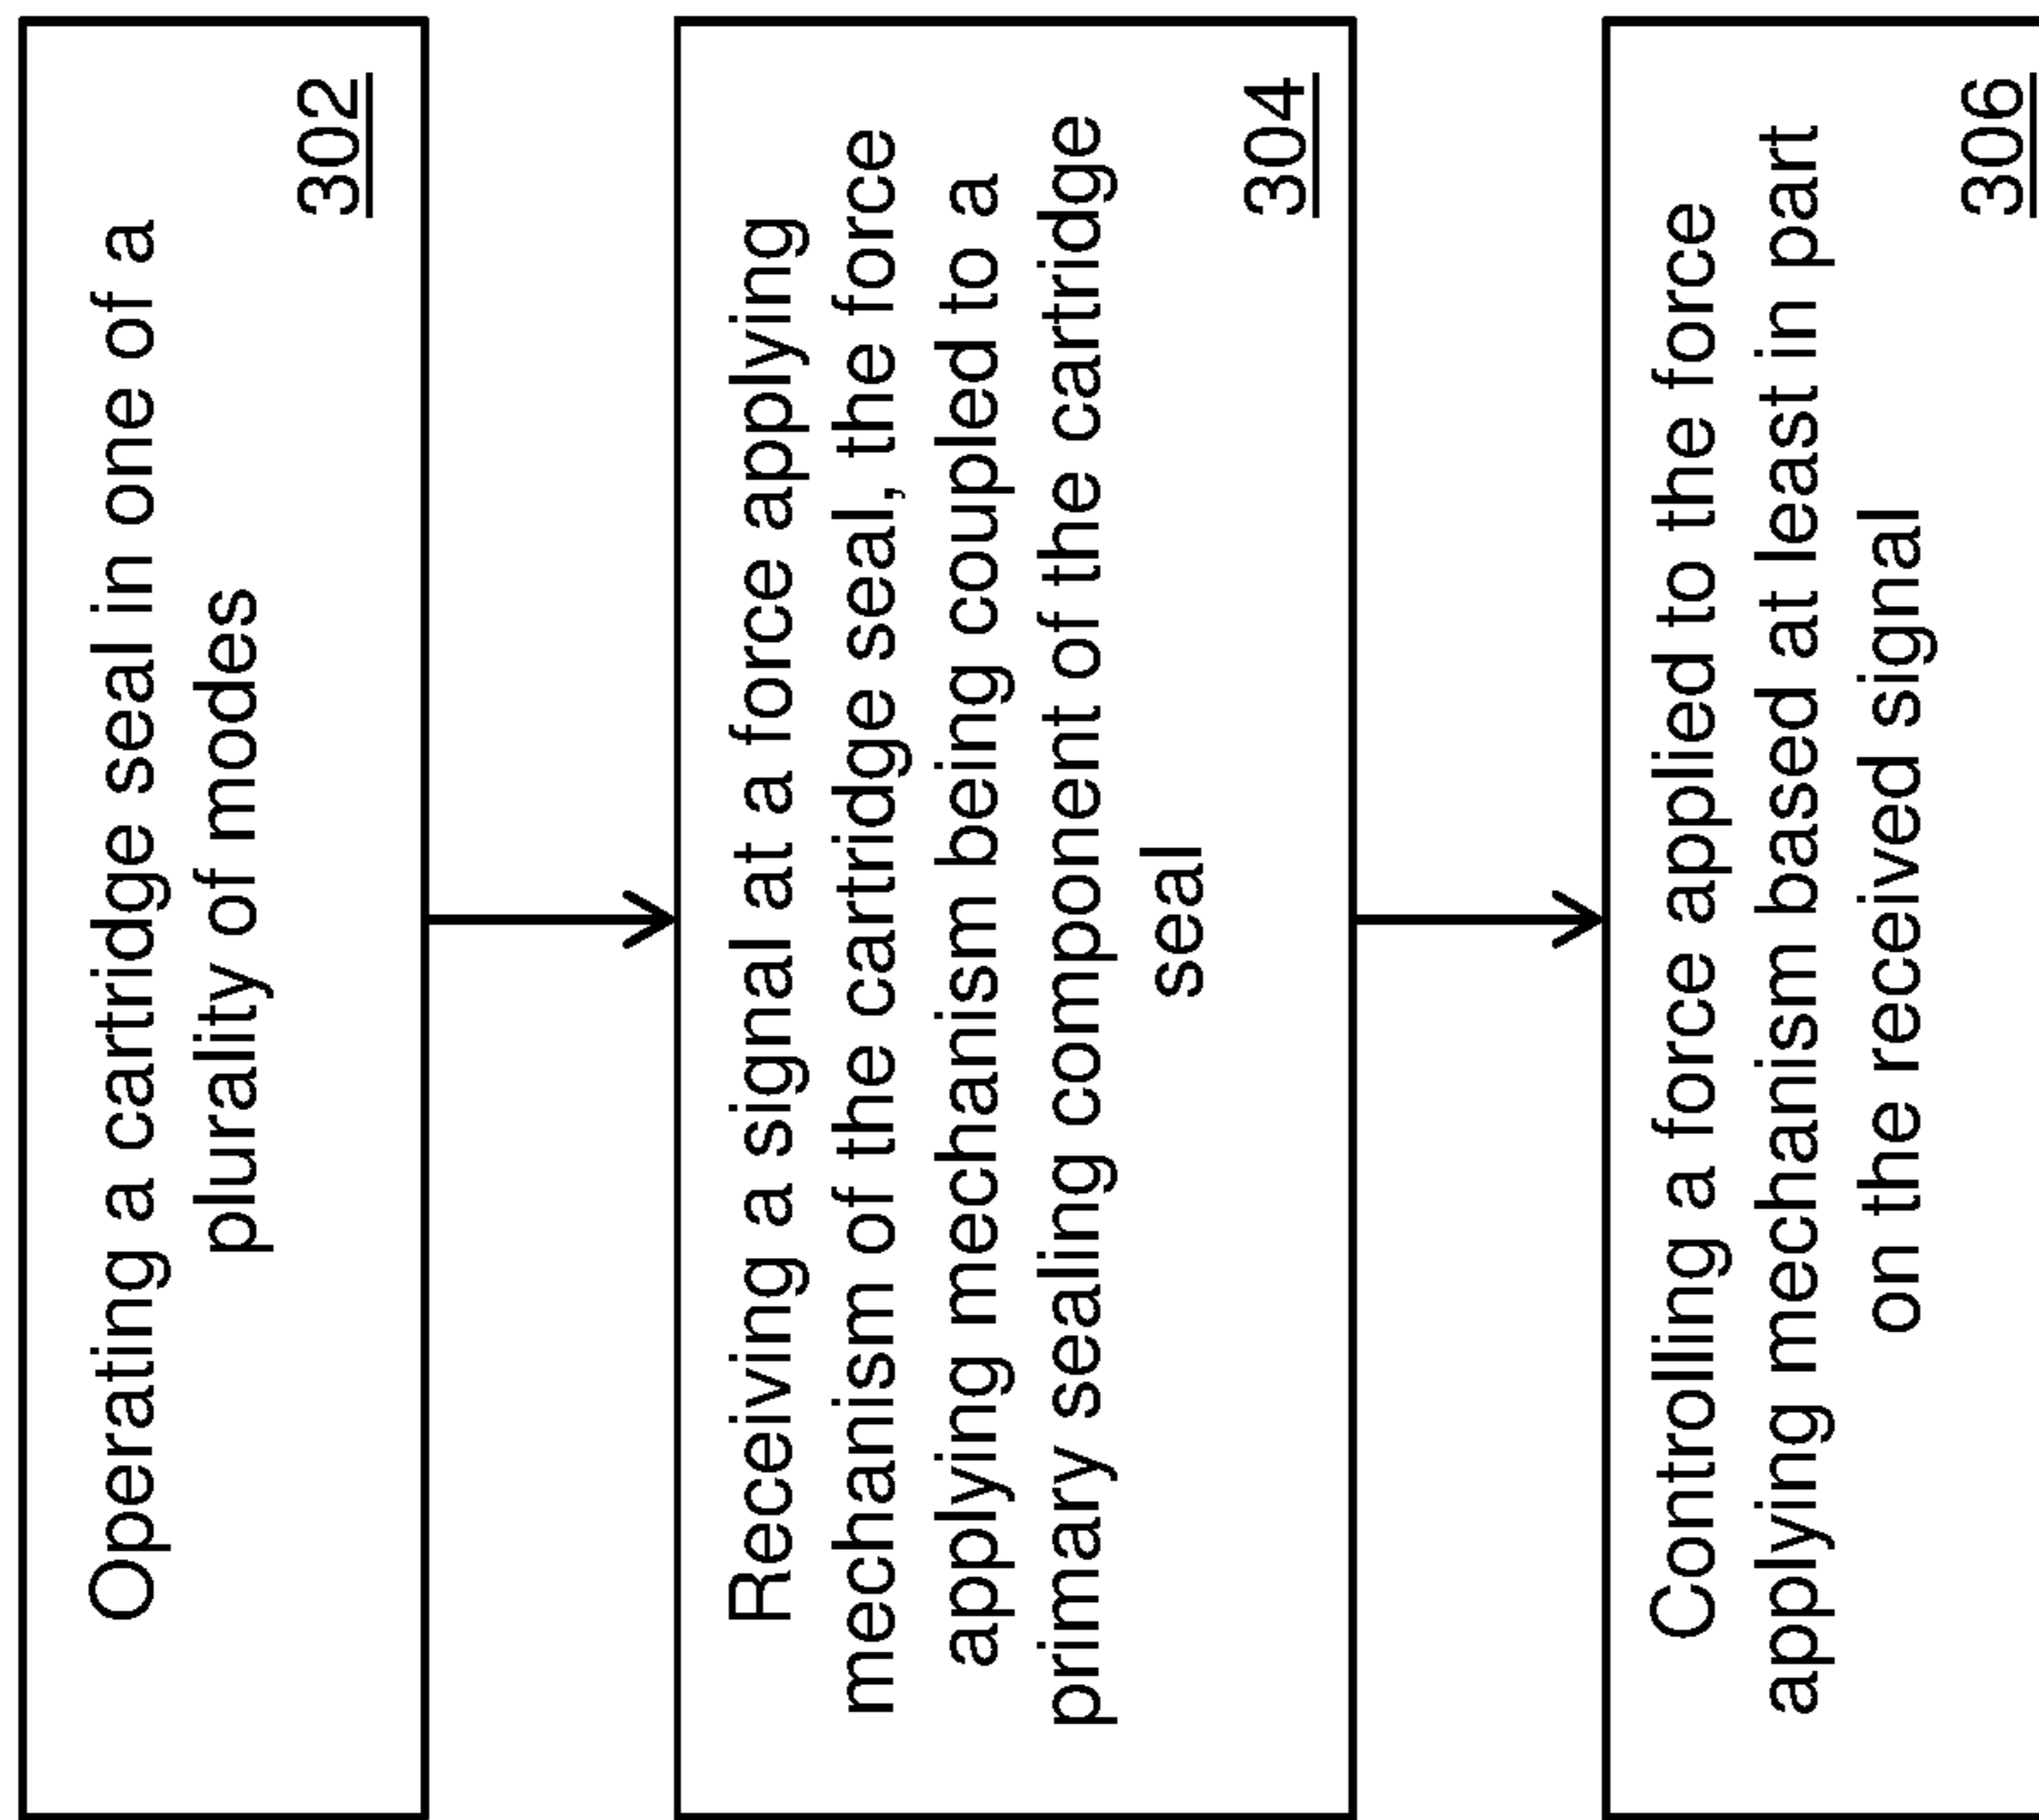 Operating a cartridge seal in one of a
plurality of modes
302
Receiving a signal at a force applying
mechanism of the cartridge seal, the force
applying mechanism being coupled to a
primary sealing component of the cartridge
seal
304
Controlling a force applied to the force
applying mechanism based at least in part
on the received signal
306